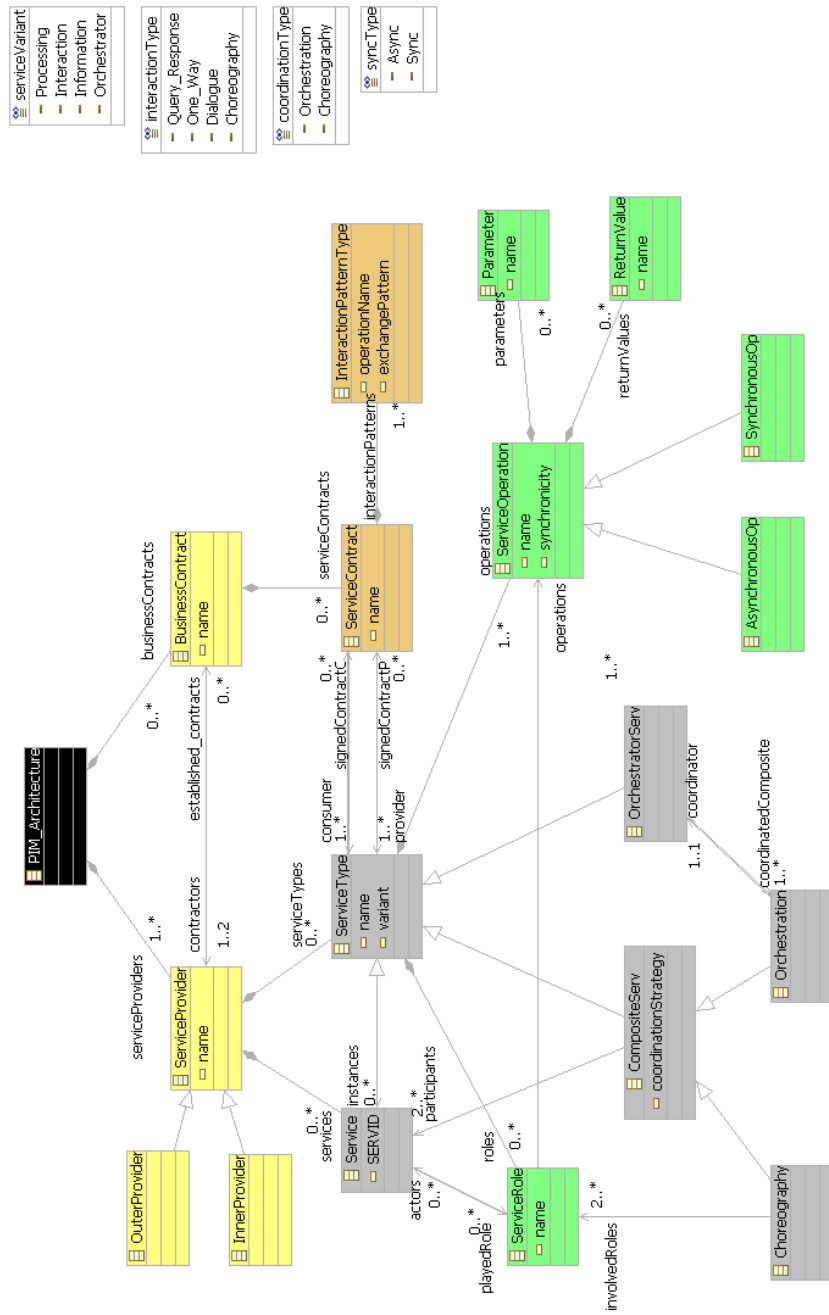 PIM_Architecture
serviceProviders
1..*
businessContracts
0..*
OuterProvider
InnerProvider
ServiceProvider
name
contractors
1..2
established_contracts
0..*
BusinessContract
name
0..*
services
serviceTypes
0..*
serviceContracts
0..*
Service
SERVID
instances
0..*
ServiceType
name
variant
consumer
1..*
signedContractC
0..*
1..*
provider
signedContractP
0..*
ServiceContract
name
interactionPatterns
1..*
InteractionPatternType
operationName
exchangePattern
actors
0..*
2..*
participants
roles
0..*
0..*
playedRole
ServiceRole
name
operations
1..*
operations
1..*
ServiceOperation
name
synchronicity
parameters
0..*
Parameter
name
0..*
returnValues
ReturnValue
name
involvedRoles
2..*
CompositeServ
coordinationStrategy
OrchestratorServ
1..1
coordinator
coordinatedComposite
1..*
Choreography
Orchestration
AsynchronousOp
SynchronousOp
serviceVariant
Processing
Interaction
Information
Orchestrator
interactionType
Query_Response
One_Way
Dialogue
Choreography
coordinationType
Orchestration
Choreography
syncType
Async
Sync